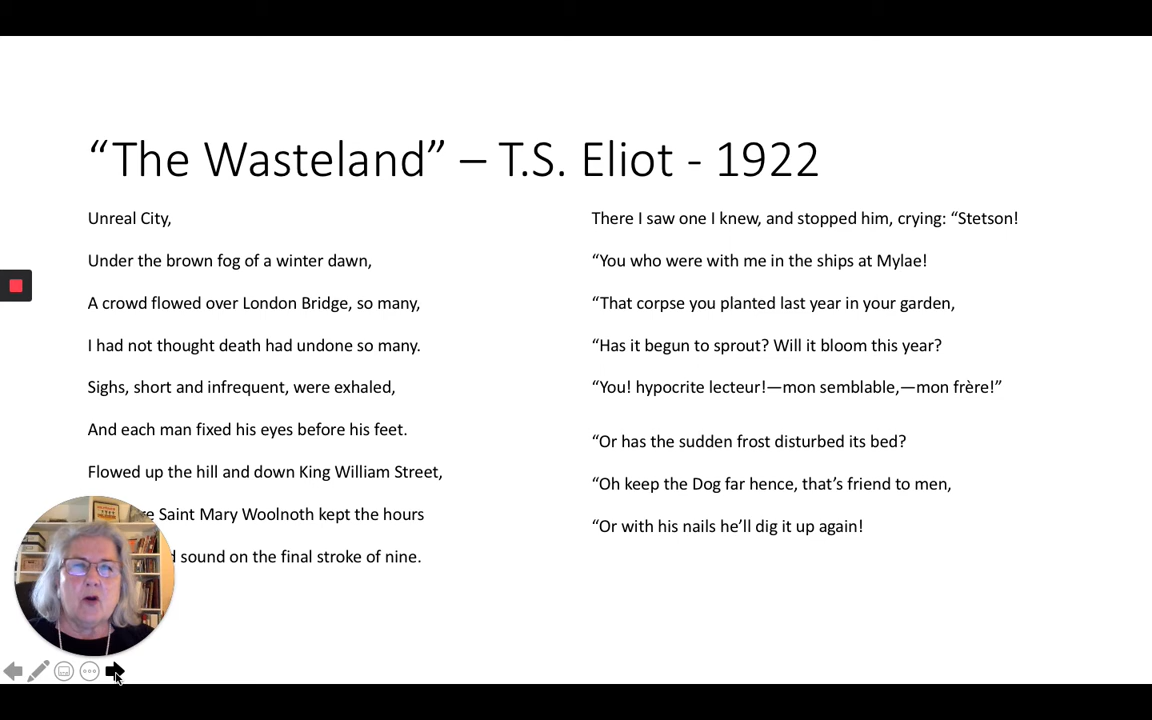 “The Wasteland” – T.S. Eliot - 1922
Unreal City,
Under the brown fog of a winter dawn,
A crowd flowed over London Bridge, so many,
I had not thought death had undone so many.
Sighs, short and infrequent, were exhaled,
And each man fixed his eyes before his feet.
Flowed up the hill and down King William Street,
Saint Mary Woolnoth kept the hours
sound on the final stroke of nine.
There I saw one I knew, and stopped him, crying: “Stetson!
“You who were with me in the ships at Mylae!
“That corpse you planted last year in your garden,
“Has it begun to sprout? Will it bloom this year?
“You! hypocrite lecteur!—mon semblable,—mon frère!”
“Or has the sudden frost disturbed its bed?
“Oh keep the Dog far hence, that’s friend to men,
“Or with his nails he’ll dig it up again!